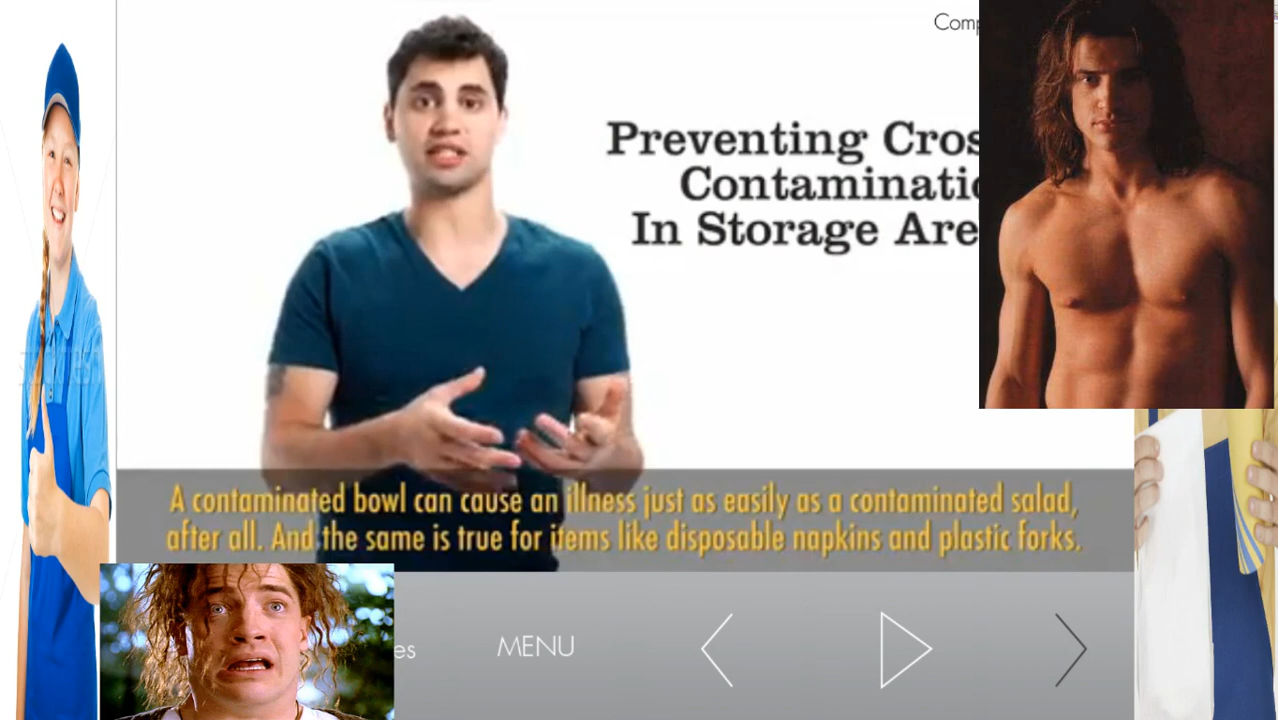 Comp
Preventing Cros
Contaminatio
In Storage Are
A contaminated bowl can cause an illness just as easily as a contaminated salad,
after all. And the same is true for items like disposable napkins and plastic forks.
es
MENU